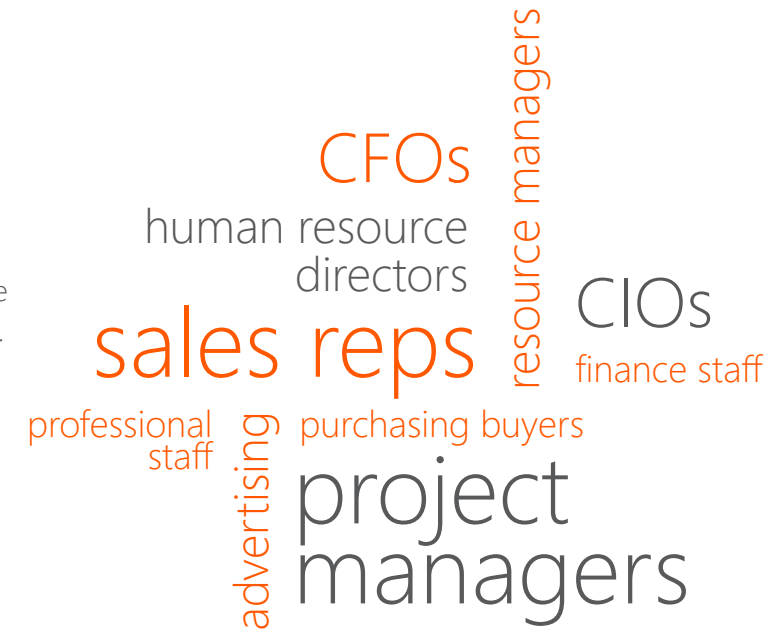 resource managers
CFOs
human resource
directors
e
.
CIOs
sales reps
finance staff
professional
staff
advertising
purchasing buyers
project
managers